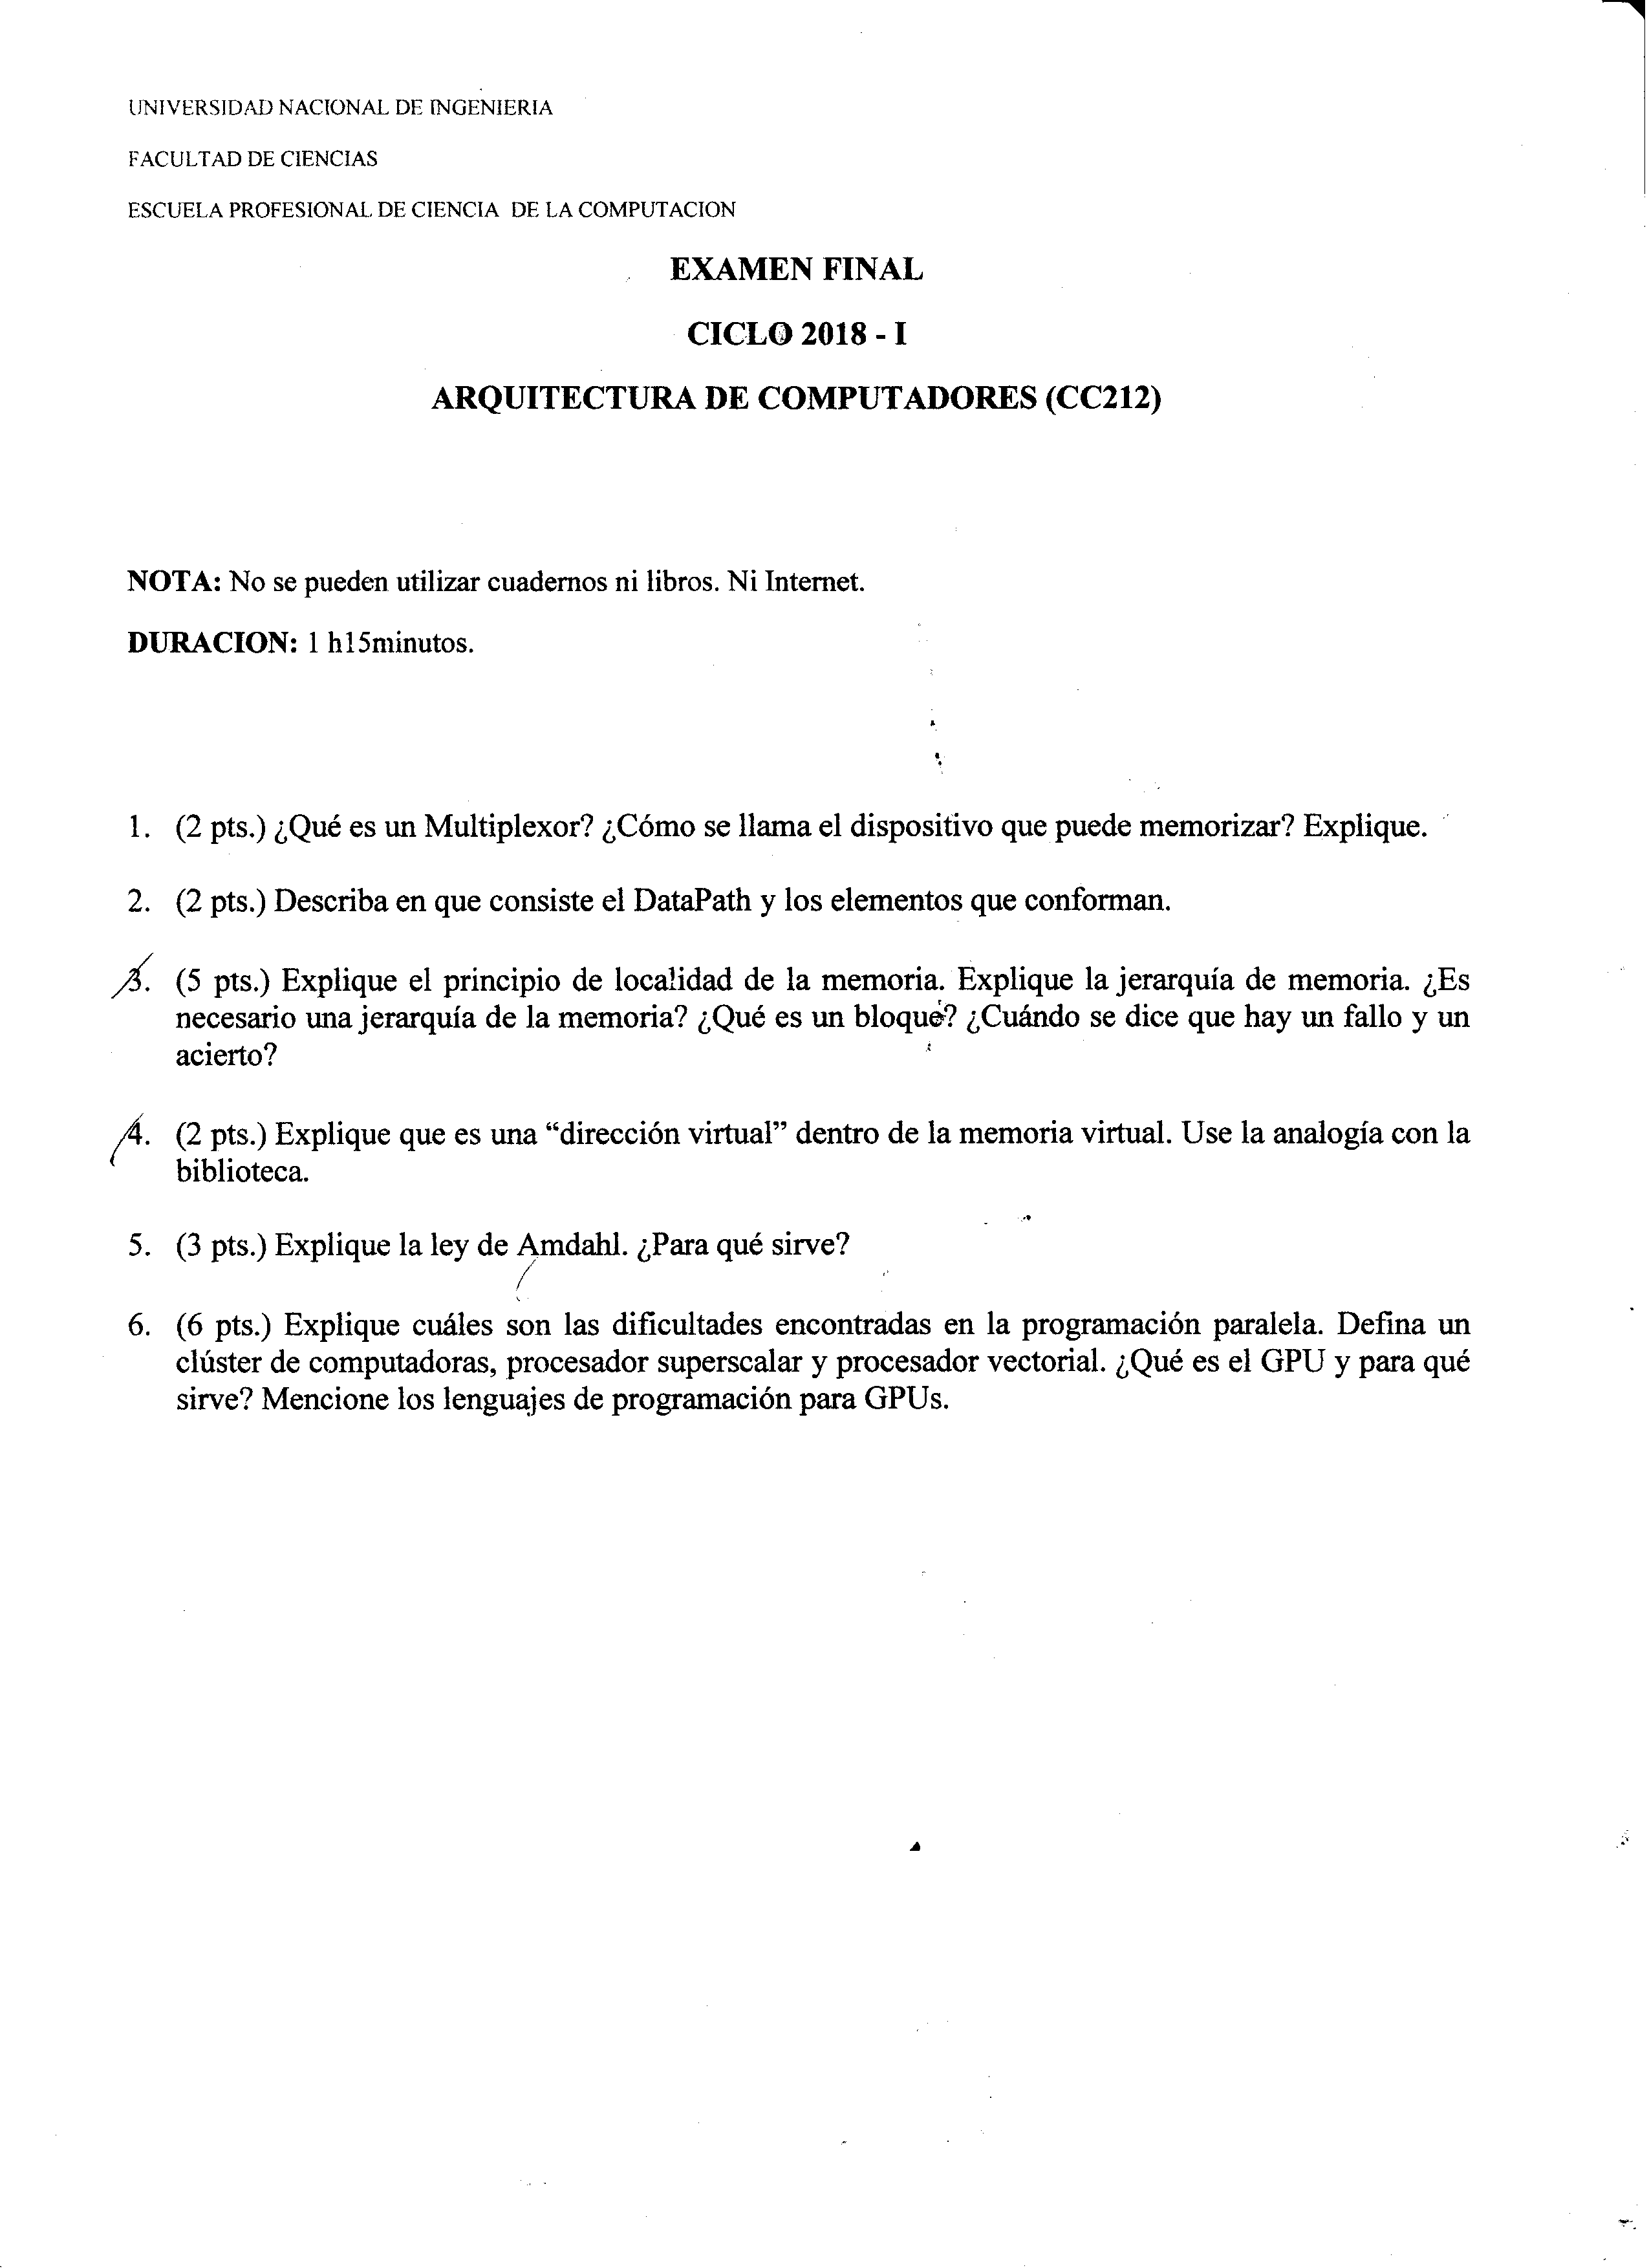 UNIVERSIDAD NACIONAL DE INGENIERIA
FACULTAD DE CIENCIAS
ESCUELA PROFESIONAL DE CIENCIA DE LA COMPUTACION
EXAMEN FINAL
CICLO 2018 - I
ARQUITECTURA DE COMPUTADORES (CC212)
NOTA: No se pueden utilizar cuadernos ni libros. Ni Internet.
DURACION: 1 h15minutos.
1. (2 pts.) ¿Qué es un Multiplexor? ¿Cómo se llama el dispositivo que puede memorizar? Explique.
2. (2 pts.) Describa en que consiste el DataPath y los elementos que conforman.
3. (5 pts.) Explique el principio de localidad de la memoria. Explique la jerarquía de memoria. ¿Es
necesario una jerarquía de la memoria? ¿Qué es un bloque? ¿Cuándo se dice que hay un fallo y un
acierto?
4. (2 pts.) Explique que es una “dirección virtual” dentro de la memoria virtual. Use la analogía con la
biblioteca.
5. (3 pts.) Explique la ley de Amdahl. ¿Para qué sirve?
6. (6 pts.) Explique cuáles son las dificultades encontradas en la programación paralela. Defina un
clúster de computadoras, procesador superscalar y procesador vectorial. ¿Qué es el GPU y para qué
sirve? Mencione los lenguajes de programación para GPUs.